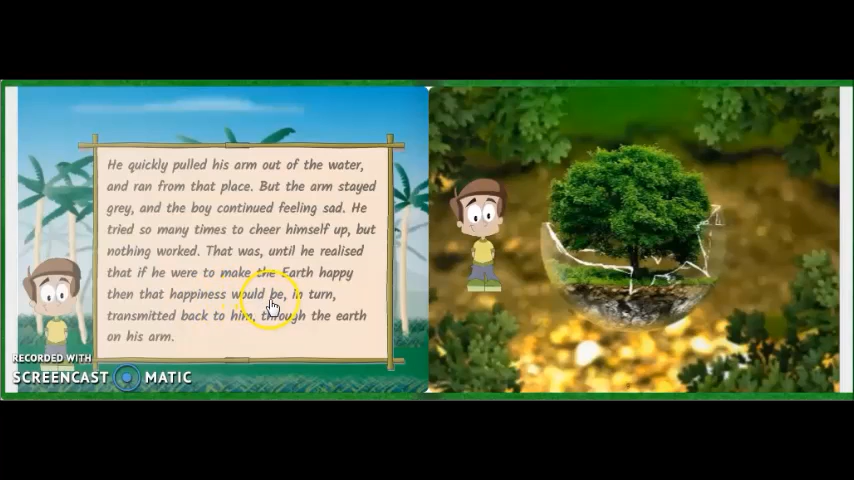 He quickly pulled his arm out of the water,
and ran from that place. But the arm stayed
grey, and the boy continued feeling sad. He
tried so many times to cheer himself up, but
nothing worked. That was, until he realised
that if he were to make the Earth happy
then that happiness would be, in turn,
transmitted back to him, through the earth
on his arm.
RECORDED WITH
SCREENCAST MATIC